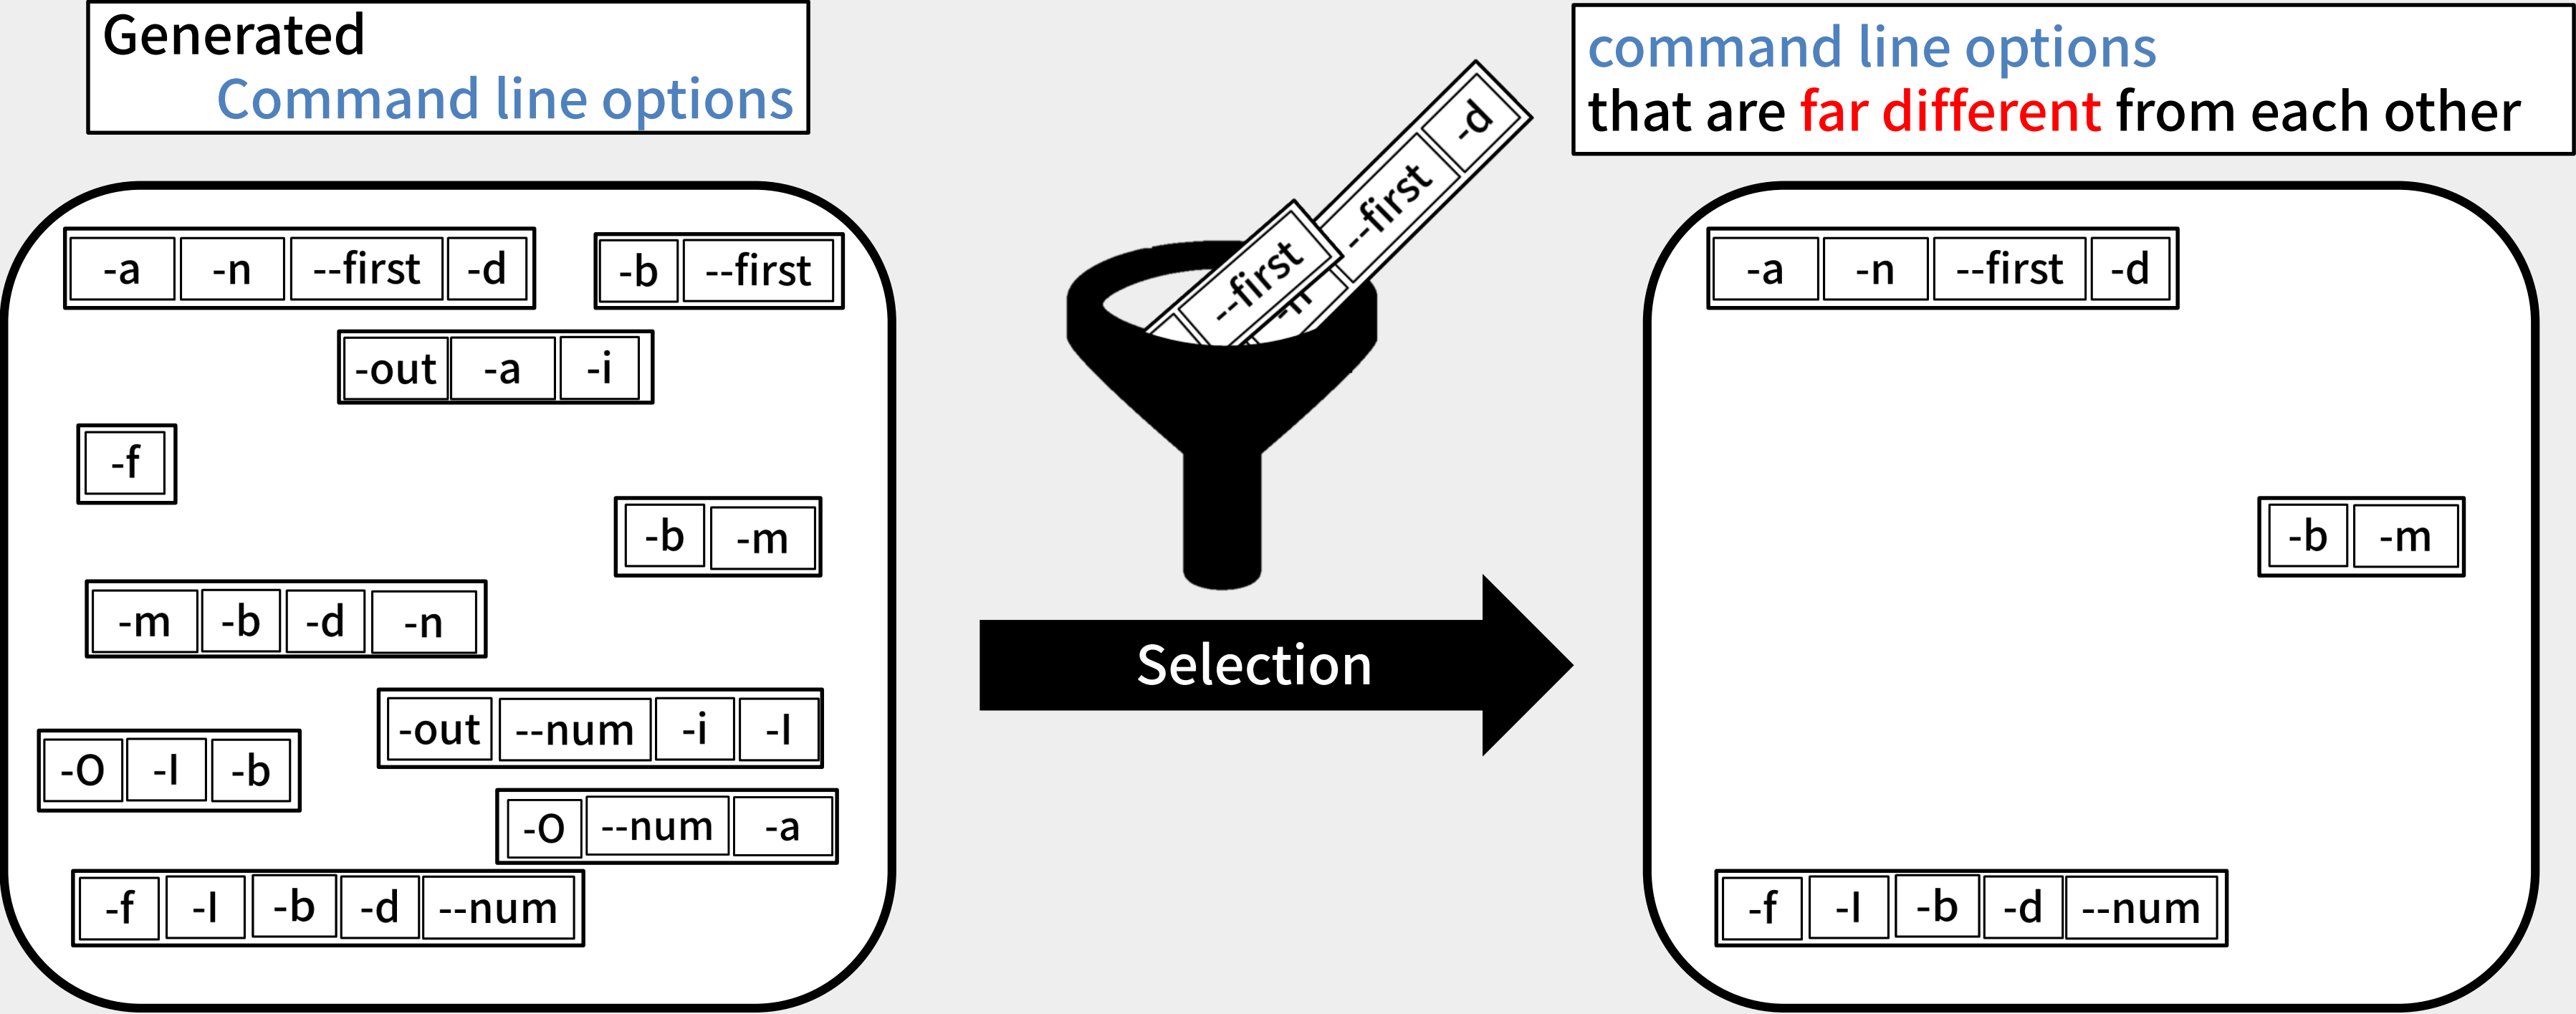 Generated
Command line options
command line options
that are far different from each other
-a -n --first -d
-b --first
-out -a -i
-f
-b -m
-m -b -d -n
-out --num -i -I
-O -I -b
-O --num -a
-f -I -b -d --num
--first -d
--first
-n
Selection
-a -n --first -d
-b -m
-f -I -b -d --num